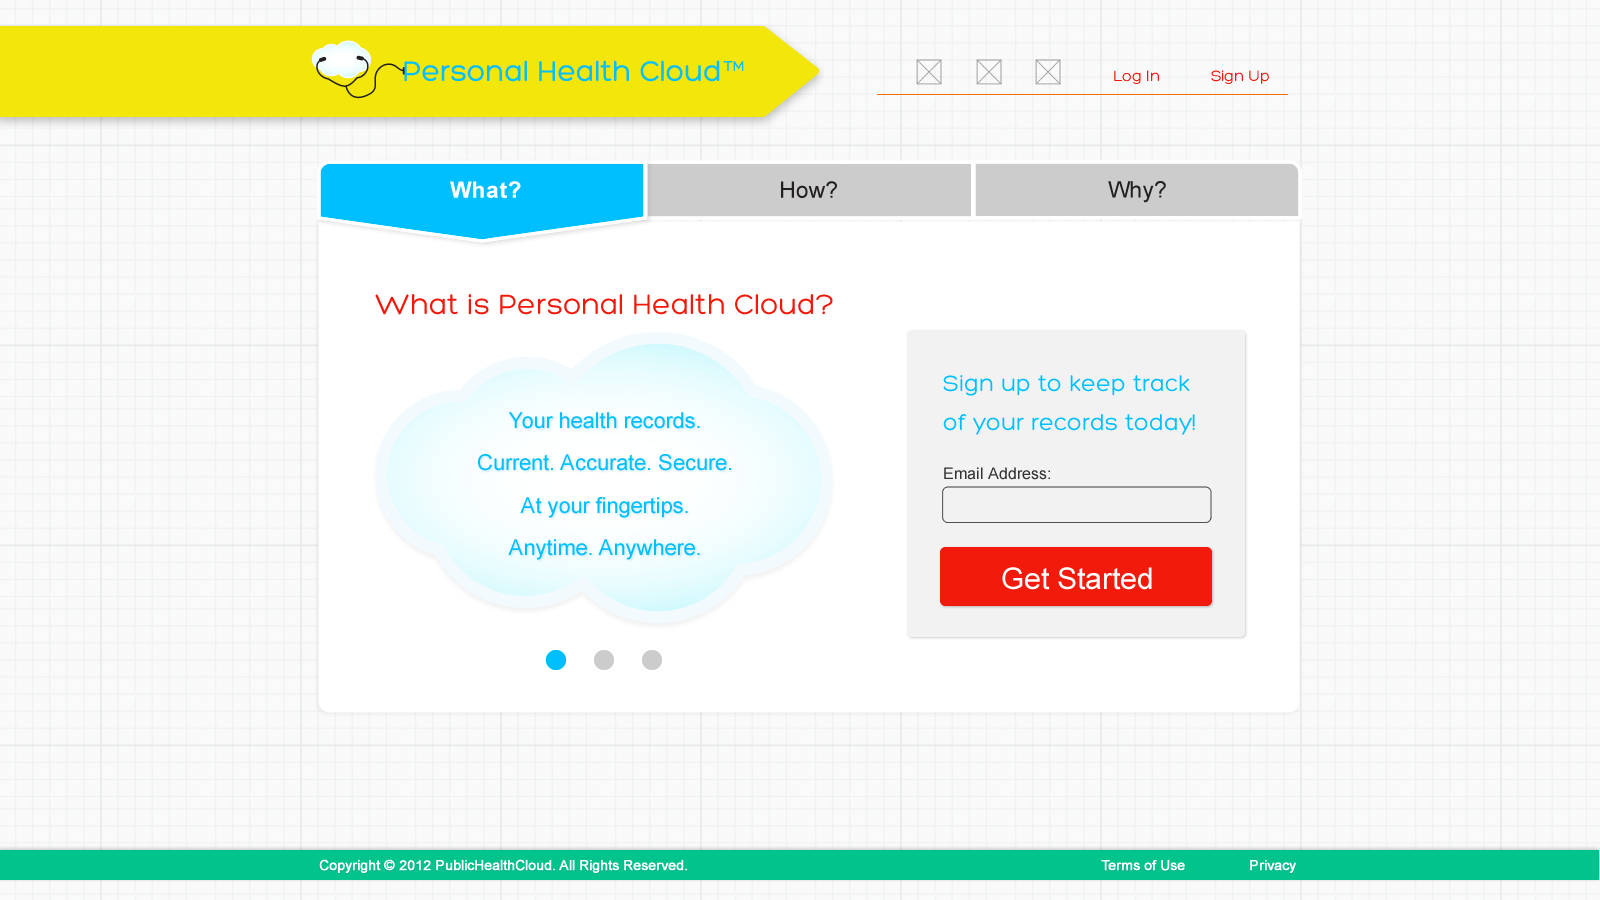 Personal Health Cloud™
Log In
Sign Up
What?
How?
Why?
What is Personal Health Cloud?
Your health records.
Current. Accurate. Secure.
At your fingertips.
Anytime. Anywhere.
Sign up to keep track
of your records today!
Email Address:
Get Started
Copyright © 2012 PublicHealthCloud. All Rights Reserved.
Terms of Use
Privacy